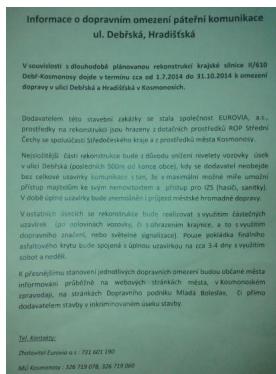 Informace o dopravním omezení páteřní komunikace
ul. Debřská, Hradišťská
V souvislosti s dlouhodobě plánovanou rekonstrukcí krajské silnice II/610
Debř-Kosmonosy dojde v termínu cca od 1.7.2014 do 31.10.2014 k omezení
dopravy v ulici Debřská a Hradišťská v Kosmonosích.
Dodavatelem této stavební zakázky se stala společnost EUROVIA, a.s.,
prostředky na rekonstrukci jsou hrazeny z dotačních prostředků ROP Střední
Čechy se spoluúčastí Středočeského kraje a z prostředků města Kosmonosy.
Nejsložitější částí rekonstrukce bude z důvodu snížení nivelety vozovky úsek
v ulici Debřská (posledních 500m od konce obce), kdy se dodavatel neobejde
bez celkové uzavírky komunikace s tím, že v maximální možné míře umožní
přístup majitelům ke svým nemovitostem a přístup pro IZS (hasiči, sanitky).
V době úplné uzavírky bude znemožněn i průjezd městské hromadné dopravy.
V ostatních úsecích se rekonstrukce bude realizovat s využitím částečných
uzavírek (po polovinách vozovky, či s ohrazením krajnice, a to s využitím
dopravního značení, nebo světelné signalizace). Pouze pokládka finálního
asfaltového krytu bude spojená s úplnou uzavírkou na cca 3-4 dny s využitím
sobot a neděl.
K přesnějšímu stanovení jednotlivých dopravních omezení budou občané města
informováni průběžně na webových stránkách města, v Kosmonoském
zpravodaji, na stránkách Dopravního podniku Mladá Boleslav, či přímo
dodavatelem stavby v inkriminovaném úseku stavby.
Tel. Kontakty:
Zhotovitel Eurovia a.s : 731 601 190
MÚ Kosmonosy : 326 719 078, 326 719 060